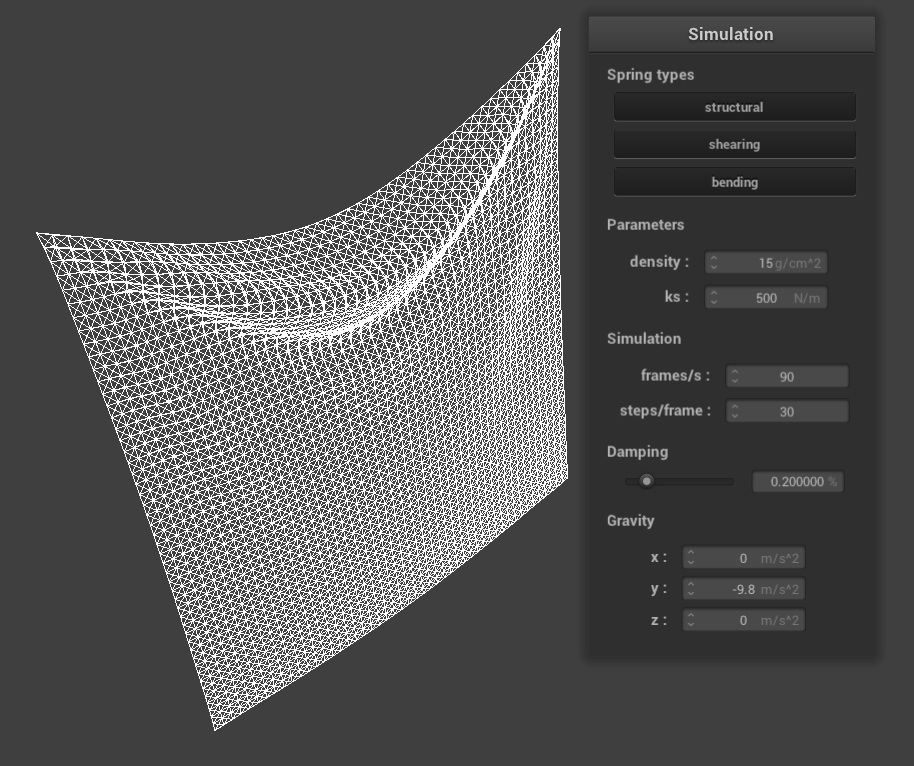 Simulation
Spring types
structural
shearing
bending
Parameters
density : 15 g/cm^2
ks : 500 N/m
Simulation
frames/s : 90
steps/frame : 30
Damping
0.200000 %
Gravity
x : 0 m/s^2
y : -9.8 m/s^2
z : 0 m/s^2